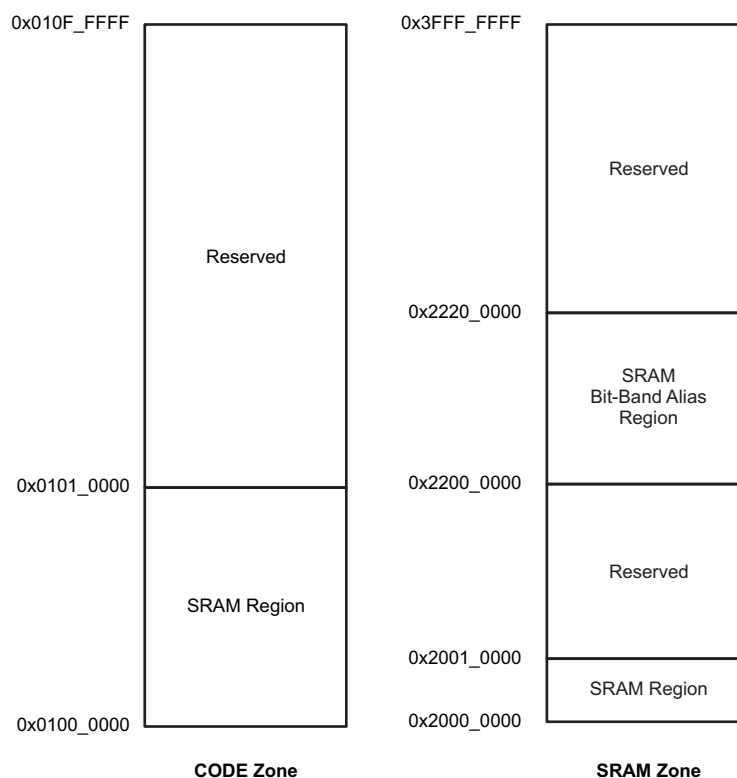 0x010F_FFFF
Reserved
0x0101_0000
SRAM Region
0x0100_0000
CODE Zone
0x3FFF_FFFF
Reserved
0x2220_0000
SRAM
Bit-Band Alias
Region
0x2200_0000
Reserved
0x2001_0000
SRAM Region
0x2000_0000
SRAM Zone